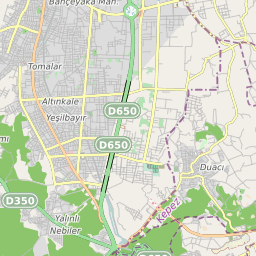 Bahçeyaka Mah.
Tomalar
Altınkale
D650
Yeşilbayır
D650
Duacı
D350
Kepez
Yalınlı
Nebiler